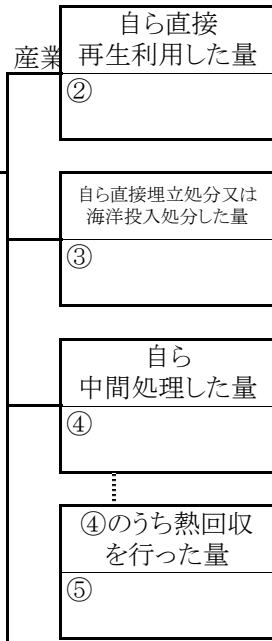 産業
自ら直接
再生利用した量
②
自ら直接埋立処分又は
海洋投入処分した量
③
自ら
中間処理した量
④
④のうち熱回収
を行った量
⑤